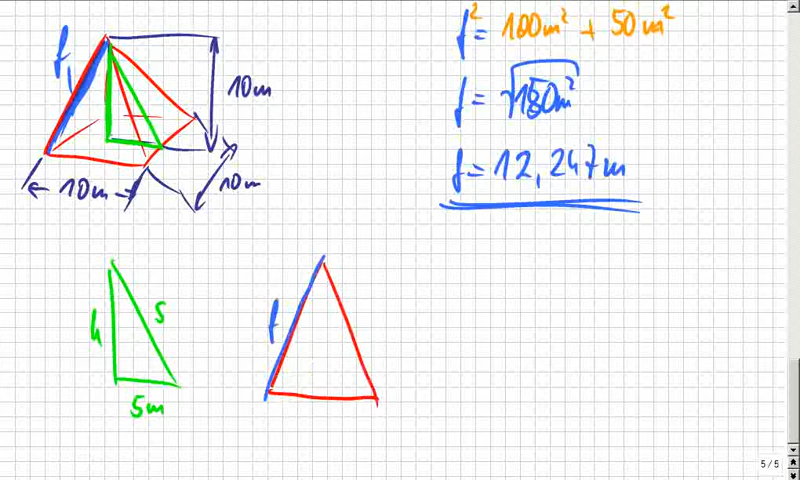 f² = 100m² + 50m²
f = √150m²
f = 12,247m
f
10m
10m
10m
h
s
5m
f
5/5